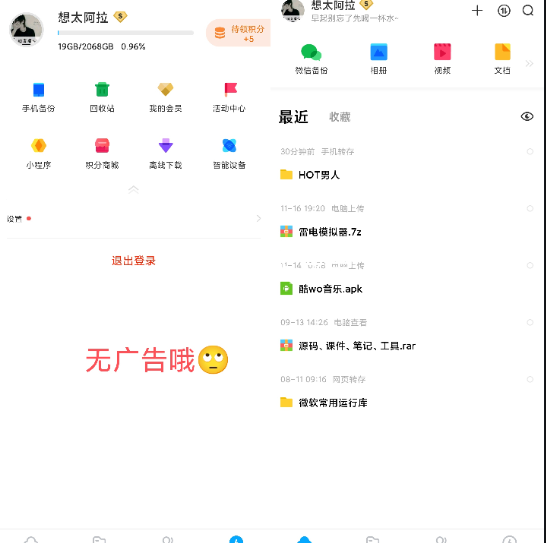 想太阿拉
19GB/2068GB 0.96%
待领积分
+5
手机备份
回收站
我的会员
活动中心
小程序
积分商城
离线下载
智能设备
设置
退出登录
无广告哦🙄
想太阿拉
早起别忘了先喝一杯水~
微信备份
相册
视频
文档
最近
收藏
30分钟前 手机转存
HOT男人
11-16 19:20 电脑上传
雷电模拟器.7z
11-14
上传
酷wo音乐.apk
09-13 14:26 电脑查看
源码、课件、笔记、工具.rar
08-11 09:16 网页转存
微软常用运行库